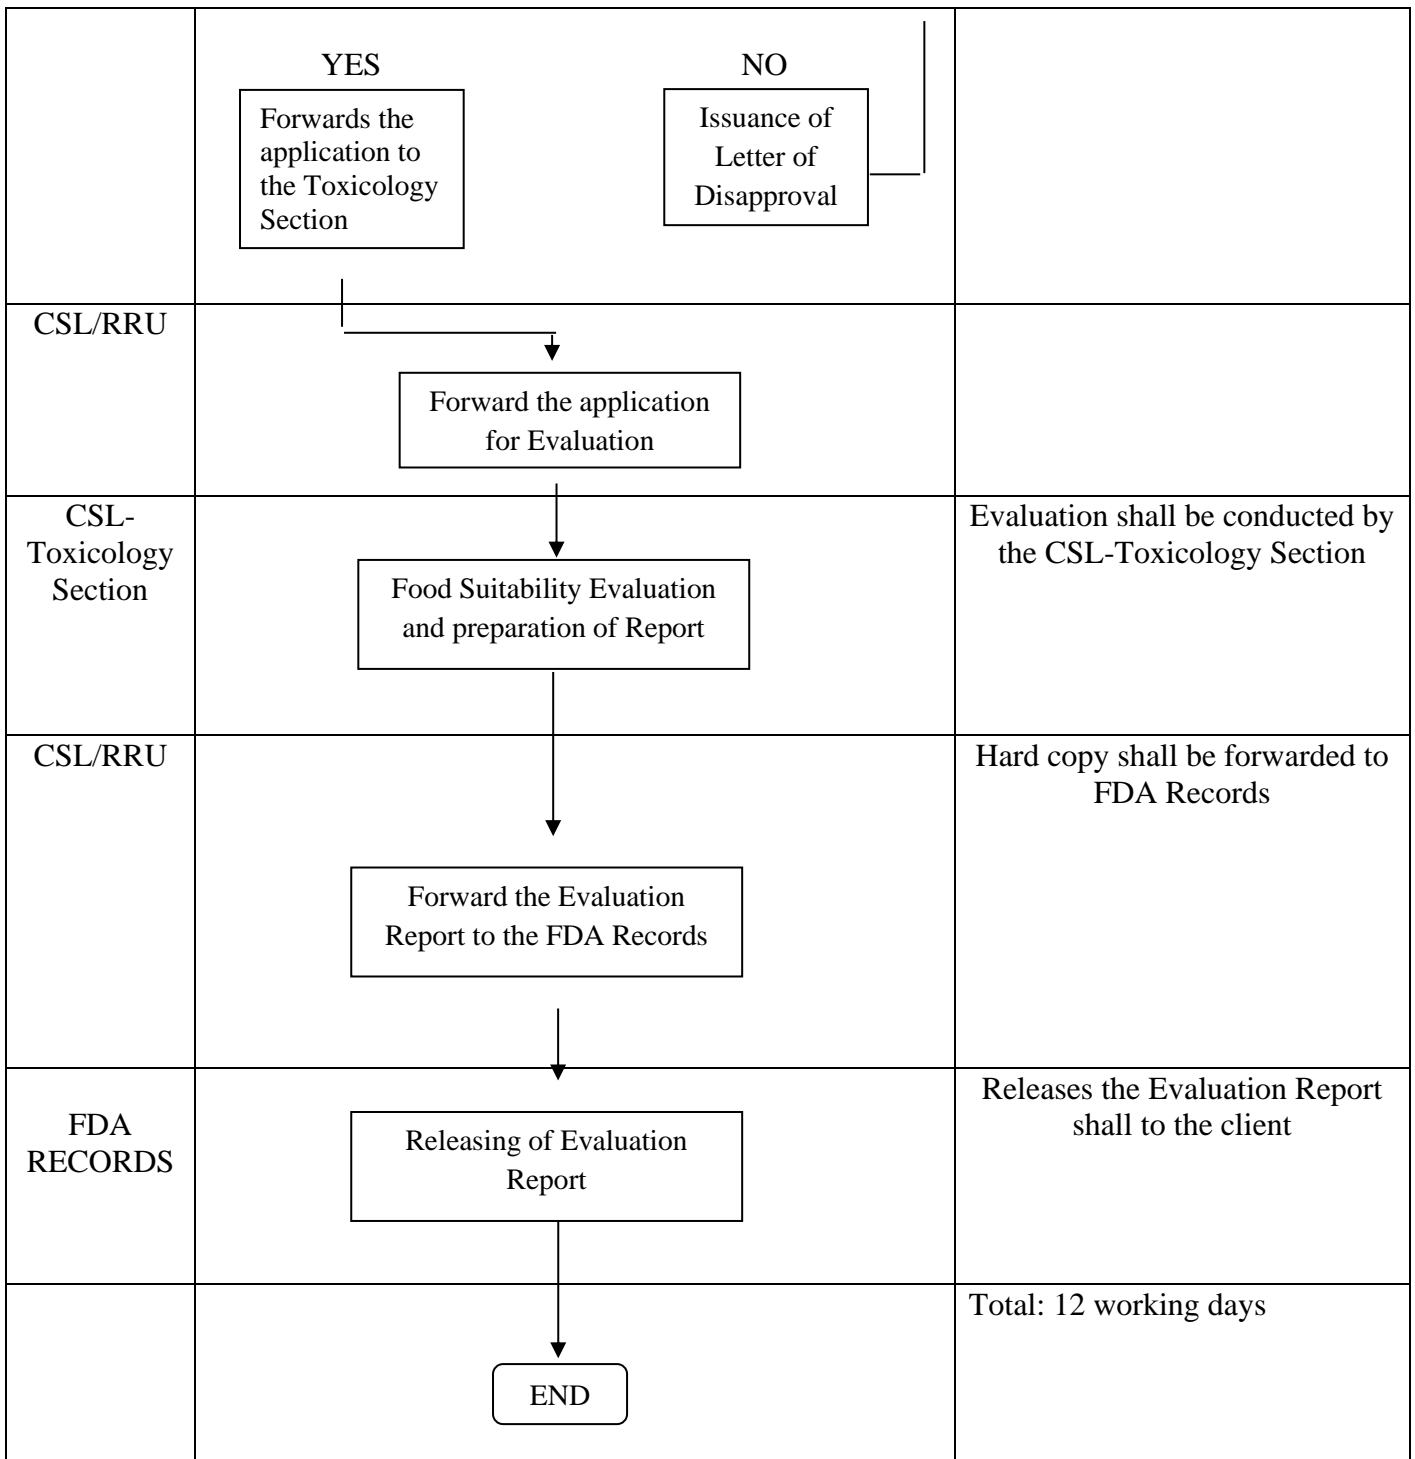 YES
NO
Forwards the
application to
the Toxicology
Section
Issuance of
Letter of
Disapproval
CSL/RRU
Forward the application
for Evaluation
CSL-
Toxicology
Section
Food Suitability Evaluation
and preparation of Report
Evaluation shall be conducted by
the CSL-Toxicology Section
CSL/RRU
Forward the Evaluation
Report to the FDA Records
Hard copy shall be forwarded to
FDA Records
FDA
RECORDS
Releasing of Evaluation
Report
Releases the Evaluation Report
shall to the client
Total: 12 working days
END